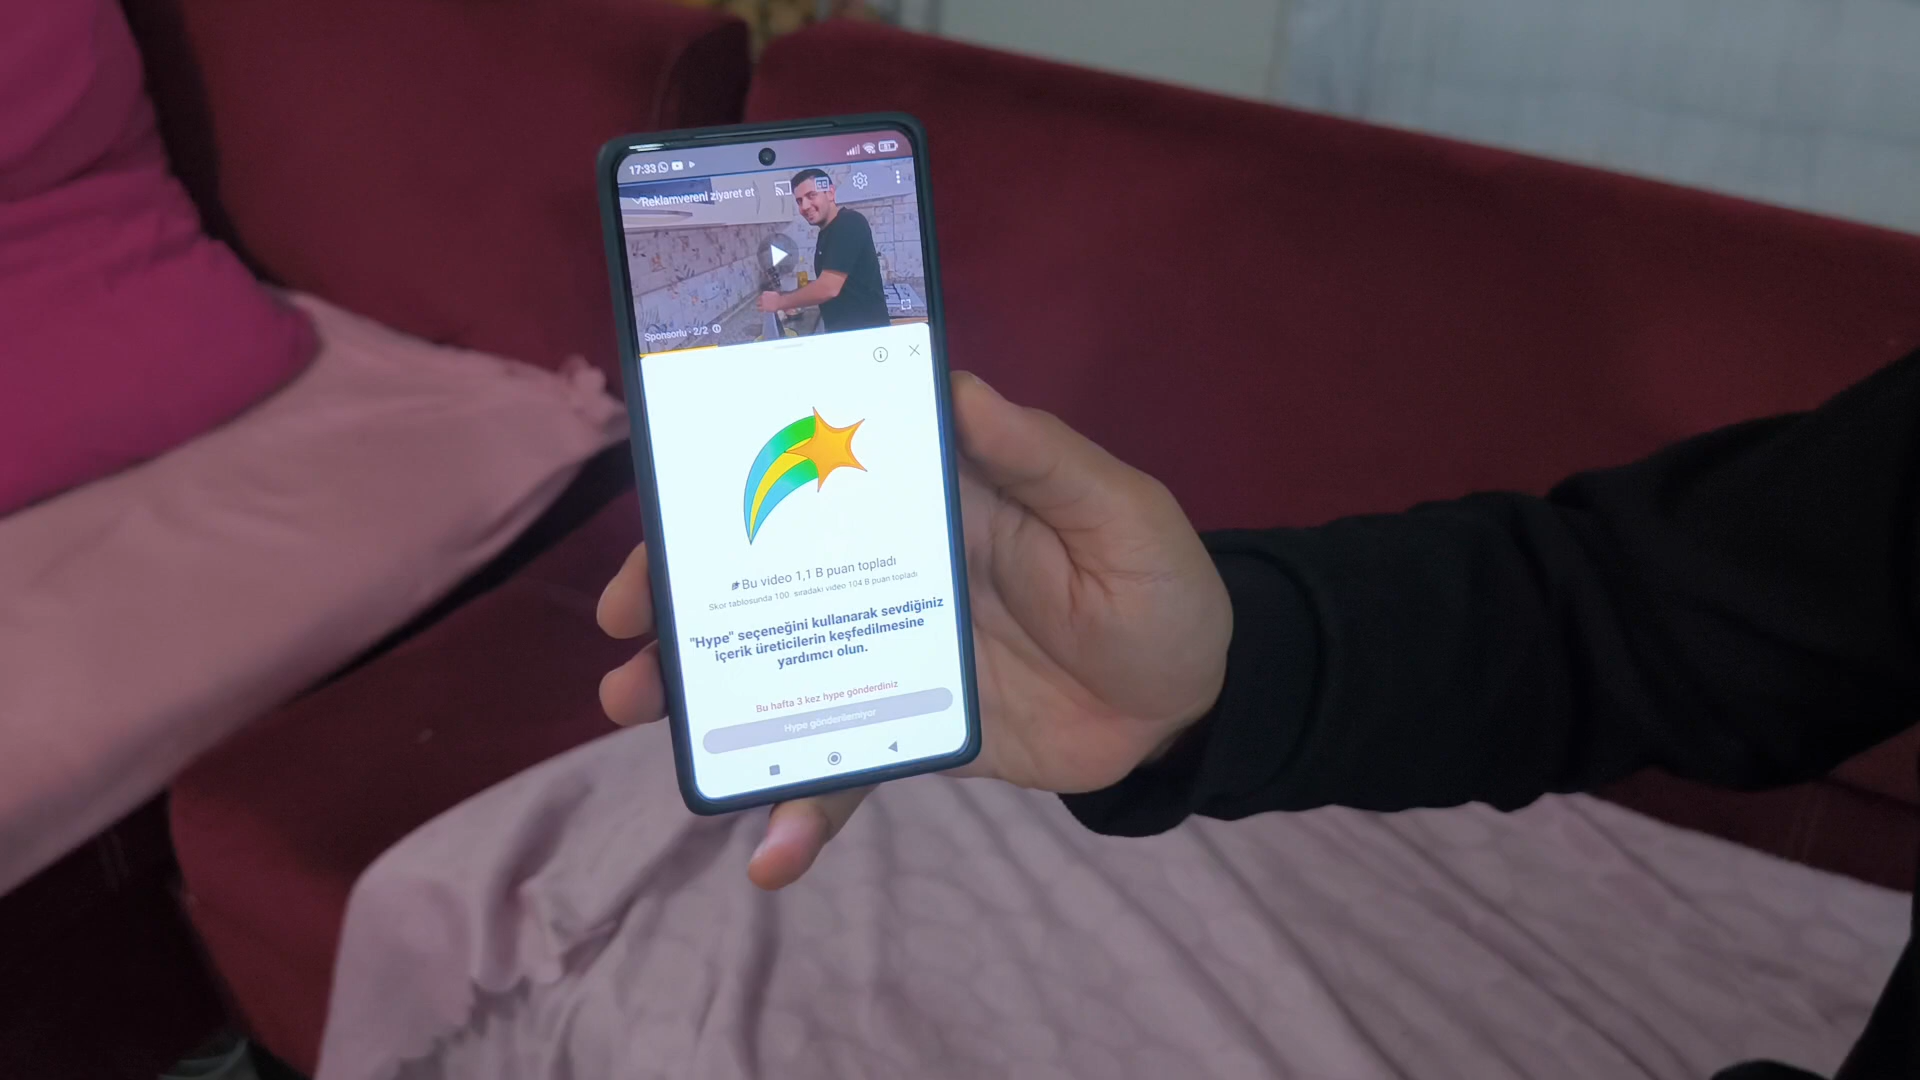 17:33
Reklamvereni ziyaret et
Sponsorlu · 2/2
Bu video 1,1 B puan topladı
Skor tablosunda 100. sıradaki video 104 B puan topladı
"Hype" seçeneğini kullanarak sevdiğiniz
içerik üreticilerin keşfedilmesine
yardımcı olun.
Bu hafta 3 kez hype gönderdiniz
Hype gönderilemiyor